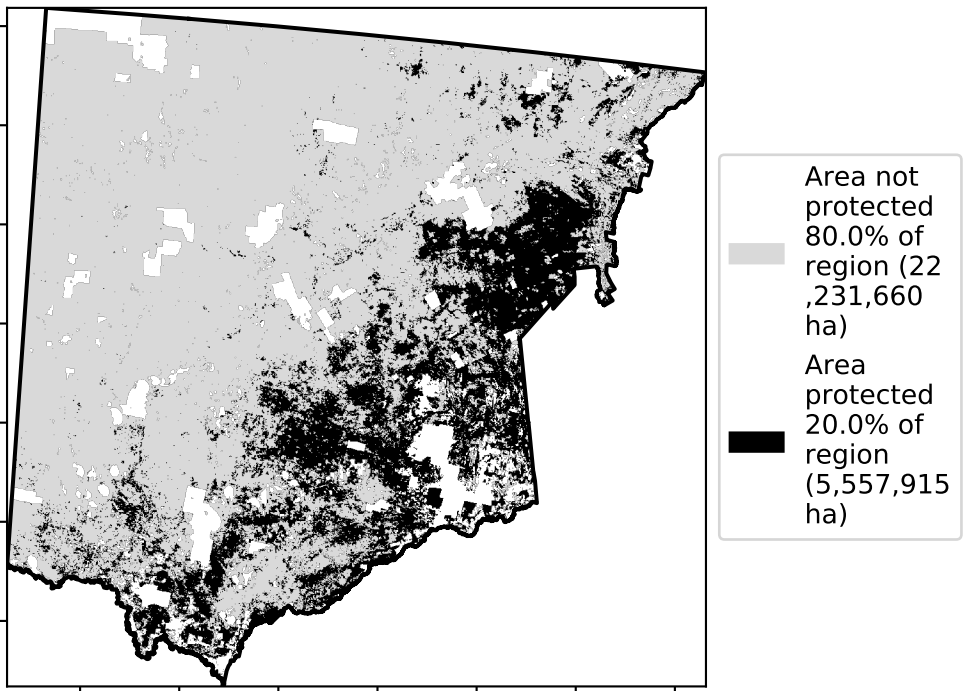 Area not
protected
80.0% of
region (22
,231,660
ha)
Area
protected
20.0% of
region
(5,557,915
ha)